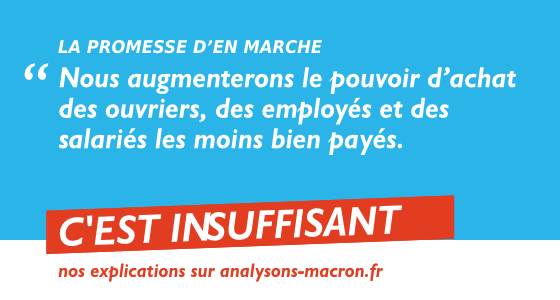 LA PROMESSE D’EN MARCHE
“ Nous augmenterons le pouvoir d’achat
des ouvriers, des employés et des
salariés les moins bien payés.
C'EST INSUFFISANT
nos explications sur analysons-macron.fr